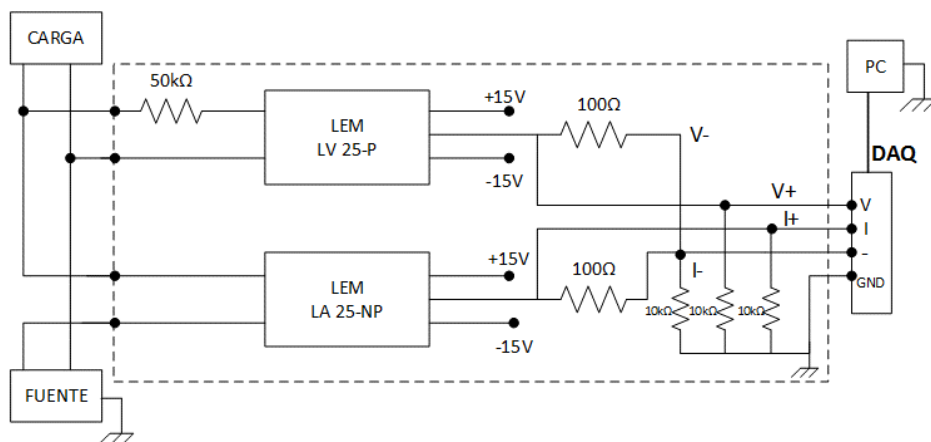 CARGA
50kΩ
LEM
LV 25-P
+15V
-15V
100Ω
V-
PC
DAQ
V+
V
I+
I
-
I-
GND
LEM
LA 25-NP
+15V
-15V
100Ω
10kΩ
10kΩ
10kΩ
FUENTE